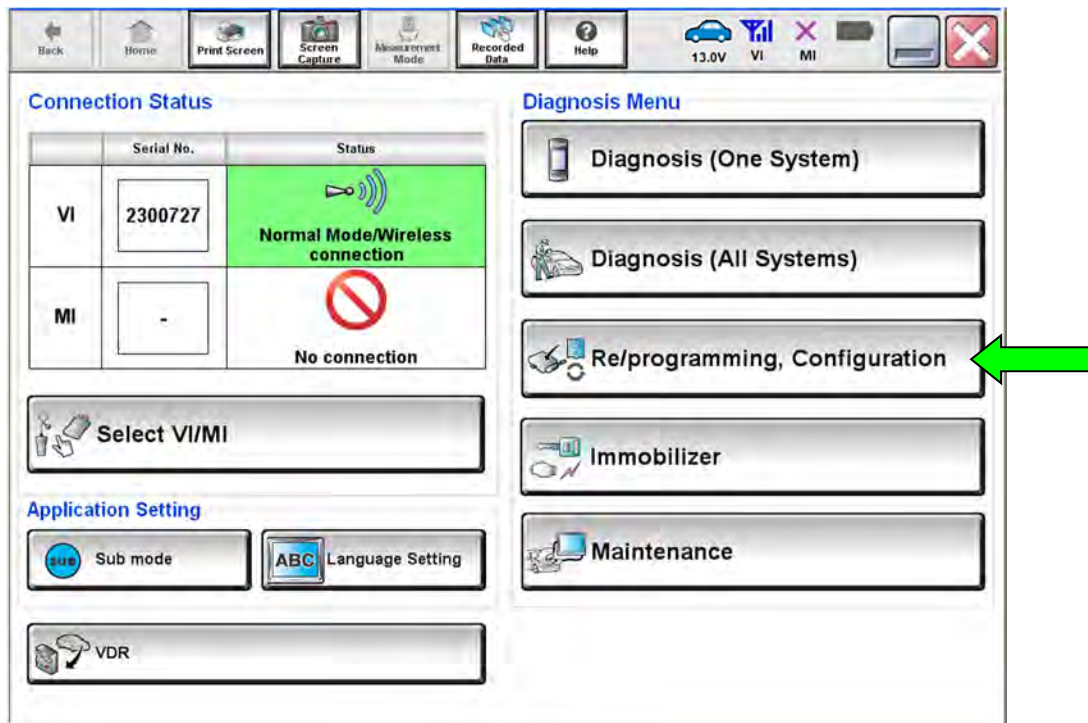 Back
Home
Print Screen
Screen
Capture
Measurement
Mode
Recorded
Data
?
Help
13.0V
VI
MI
Connection Status
Serial No.
Status
VI
2300727
Normal Mode/Wireless
connection
MI
-
No connection
Select VI/MI
Application Setting
SUB
Sub mode
ABC
Language Setting
VDR
Diagnosis Menu
Diagnosis (One System)
Diagnosis (All Systems)
Re/programming, Configuration
Immobilizer
Maintenance